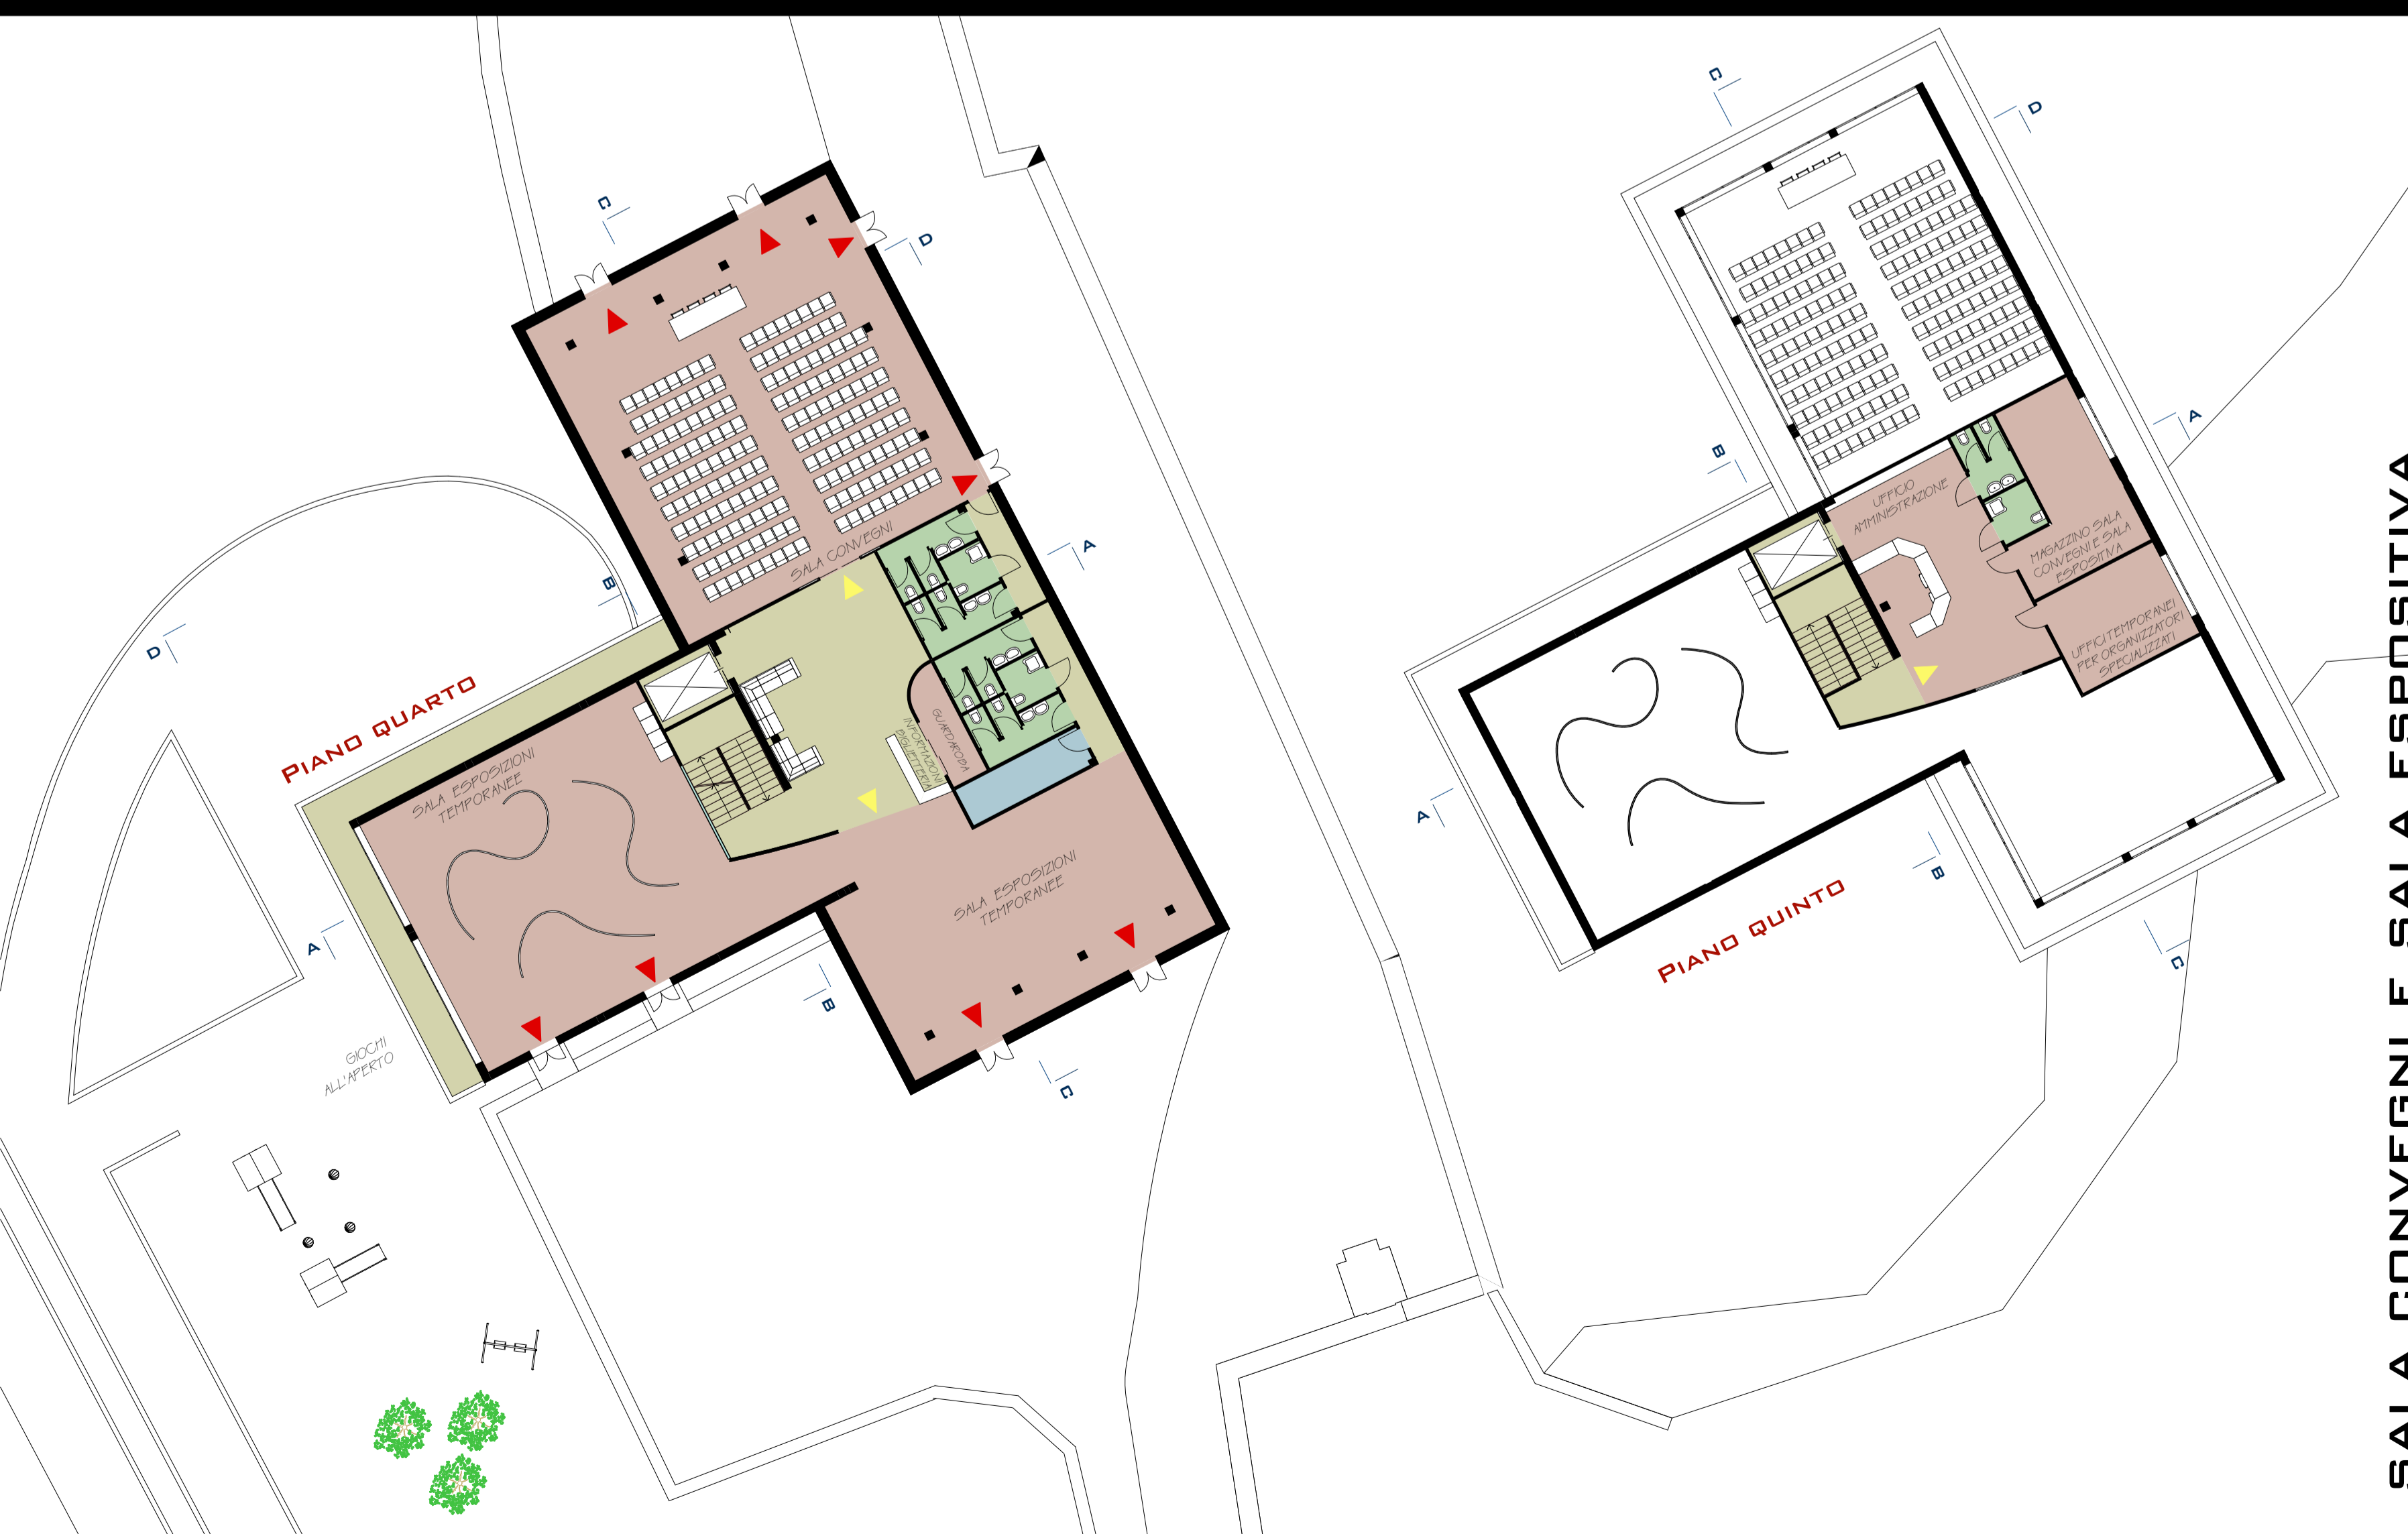 C
D
C
D
A
B
SALA CONVEGNI
A
B
D
PIANO QUARTO
SALA ESPOSIZIONI
TEMPORANEE
INFORMAZIONI
BIGLIETTERIA
GUARDAROBA
SALA ESPOSIZIONI
TEMPORANEE
A
B
C
GIOCHI
ALL'APERTO
UFFICIO
AMMINISTRAZIONE
MAGAZZINO SALA
CONVEGNI E SALA
ESPOSITIVA
UFFICI TEMPORANEI
PER ORGANIZZATORI
SPECIALIZZATI
A
B
C
PIANO QUINTO
SALA CONVEGNI E SALA ESPOSITIVA